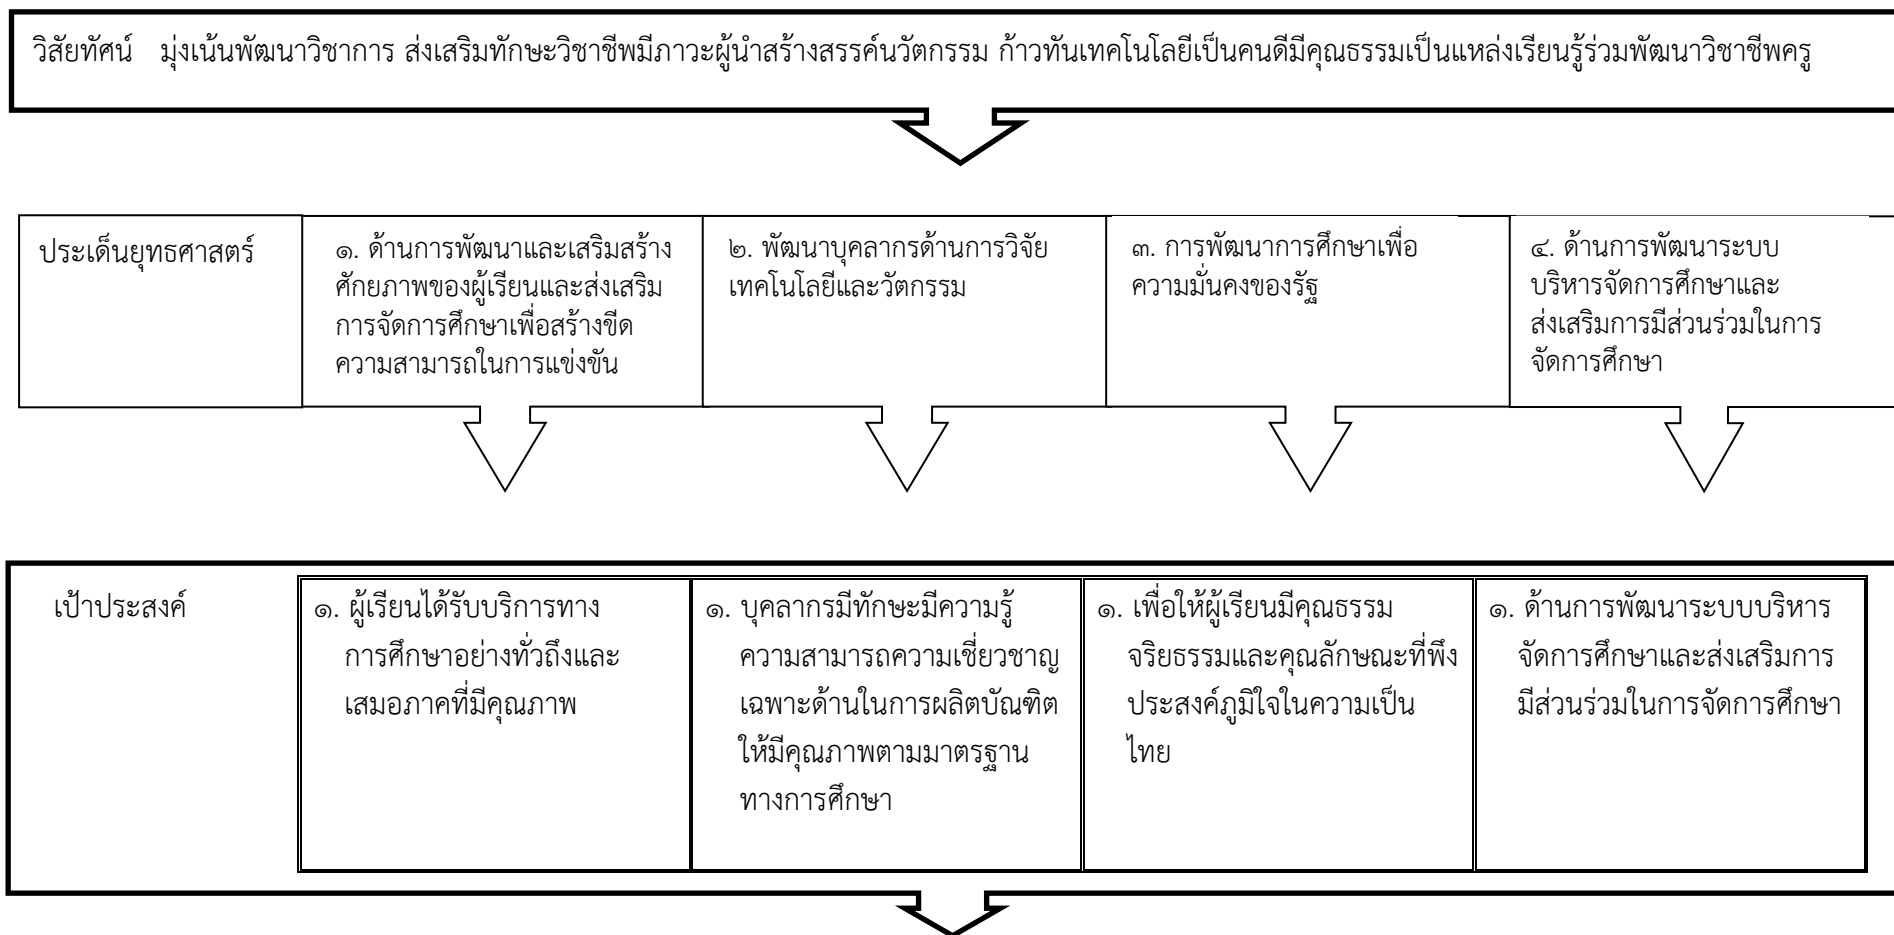 วิสัยทัศน์ มุ่งเน้นพัฒนาวิชาการ ส่งเสริมทักษะวิชาชีพมีภาวะผู้นำสร้างสรรค์นวัตกรรม ก้าวทันเทคโนโลยีเป็นคนดีมีคุณธรรมเป็นแหล่งเรียนรู้ร่วมพัฒนาวิชาชีพครู
ประเด็นยุทธศาสตร์
๑. ด้านการพัฒนาและเสริมสร้าง
ศักยภาพของผู้เรียนและส่งเสริม
การจัดการศึกษาเพื่อสร้างขีด
ความสามารถในการแข่งขัน
๒. พัฒนาบุคลากรด้านการวิจัย
เทคโนโลยีและวัตกรรม
๓. การพัฒนาการศึกษาเพื่อ
ความมั่นคงของรัฐ
๔. ด้านการพัฒนาระบบ
บริหารจัดการศึกษาและ
ส่งเสริมการมีส่วนร่วมในการ
จัดการศึกษา
เป้าประสงค์
๑. ผู้เรียนได้รับบริการทาง
การศึกษาอย่างทั่วถึงและ
เสมอภาคที่มีคุณภาพ
๑. บุคลากรมีทักษะมีความรู้
ความสามารถความเชี่ยวชาญ
เฉพาะด้านในการผลิตบัณฑิต
ให้มีคุณภาพตามมาตรฐาน
ทางการศึกษา
๑. เพื่อให้ผู้เรียนมีคุณธรรม
จริยธรรมและคุณลักษณะที่พึง
ประสงค์ภูมิใจในความเป็น
ไทย
๑. ด้านการพัฒนาระบบบริหาร
จัดการศึกษาและส่งเสริมการ
มีส่วนร่วมในการจัดการศึกษา